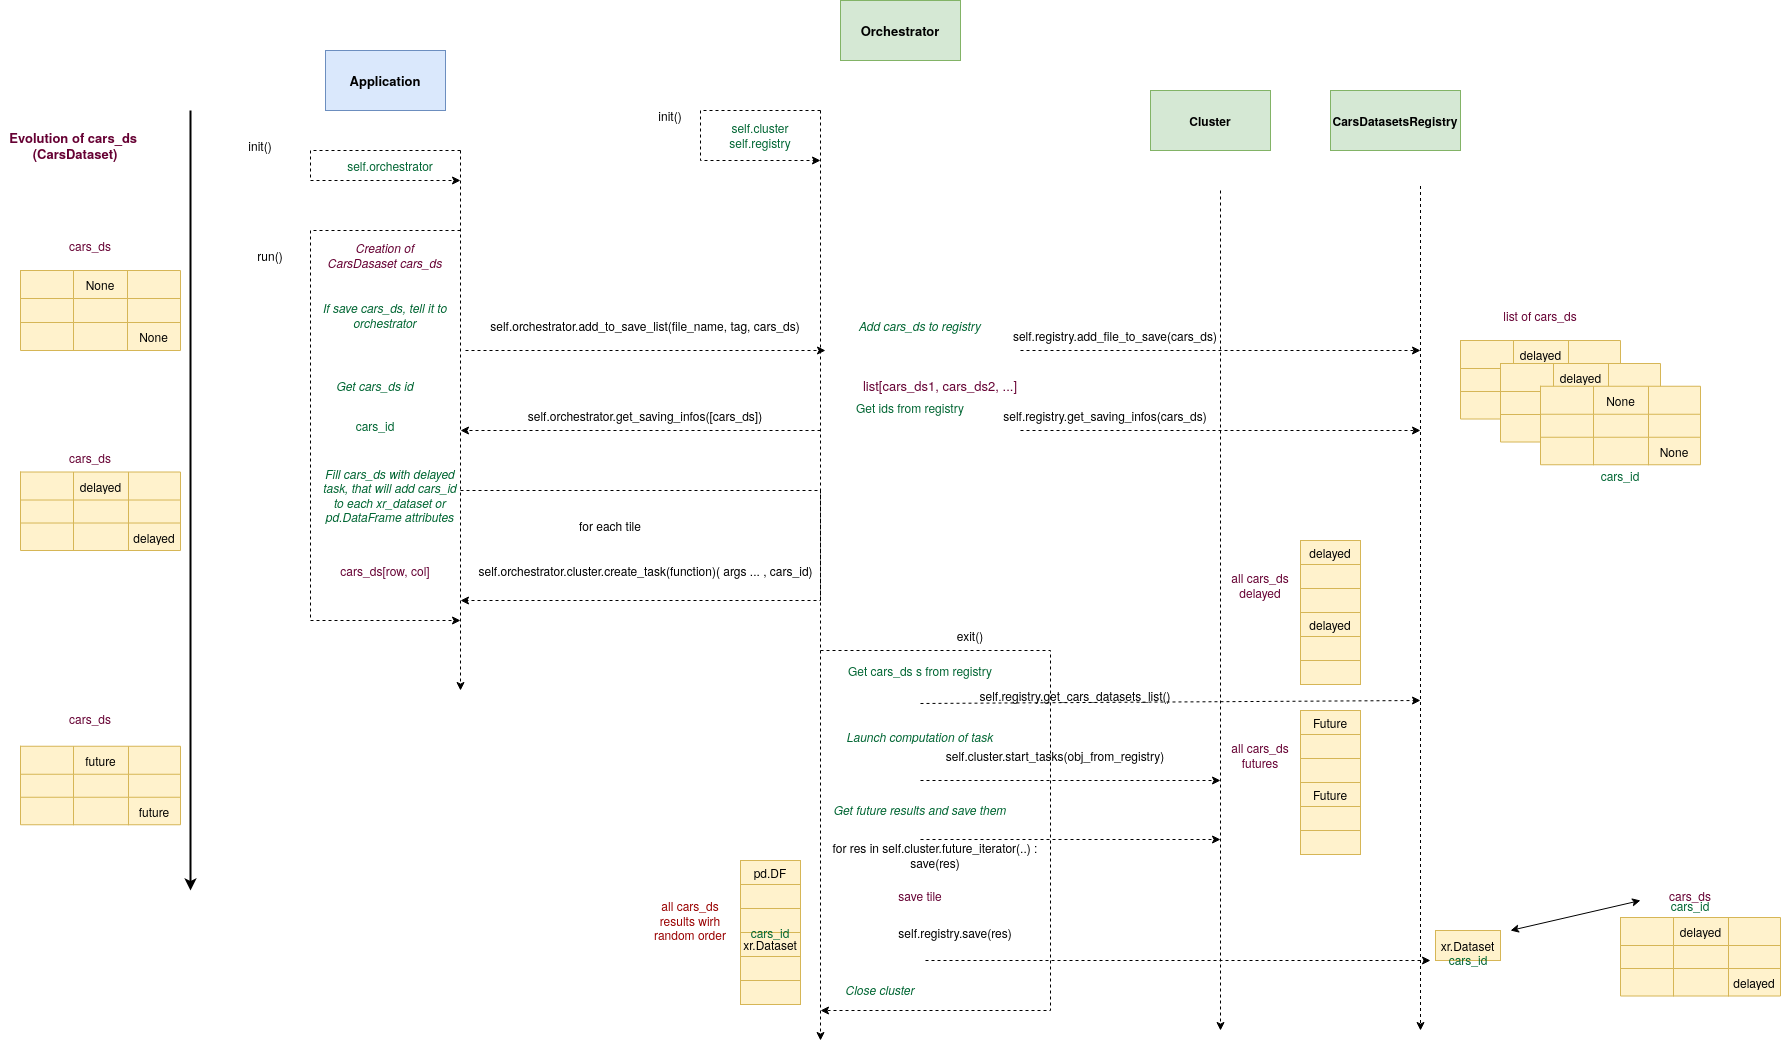 Orchestrator
Application
Cluster
CarsDatasetsRegistry
Evolution of cars_ds
(CarsDataset)
init()
self.orchestrator
init()
self.cluster
self.registry
cars_ds
None
None
run()
Creation of
CarsDasaset cars_ds
If save cars_ds, tell it to
orchestrator
self.orchestrator.add_to_save_list(file_name, tag, cars_ds)
Add cars_ds to registry
self.registry.add_file_to_save(cars_ds)
list of cars_ds
delayed
delayed
None
None
cars_id
Get cars_ds id
cars_id
self.orchestrator.get_saving_infos([cars_ds])
list[cars_ds1, cars_ds2, ...]
Get ids from registry
self.registry.get_saving_infos(cars_ds)
cars_ds
delayed
delayed
Fill cars_ds with delayed
task, that will add cars_id
to each xr_dataset or
pd.DataFrame attributes
for each tile
cars_ds[row, col]
self.orchestrator.cluster.create_task(function)( args ... , cars_id)
all cars_ds
delayed
delayed
delayed
exit()
Get cars_ds s from registry
self.registry.get_cars_datasets_list()
cars_ds
future
future
Launch computation of task
self.cluster.start_tasks(obj_from_registry)
all cars_ds
futures
Future
Future
Get future results and save them
for res in self.cluster.future_iterator(..) :
save(res)
all cars_ds
results wirh
random order
pd.DF
cars_id
xr.Dataset
save tile
self.registry.save(res)
xr.Dataset
cars_id
cars_ds
cars_id
delayed
delayed
Close cluster